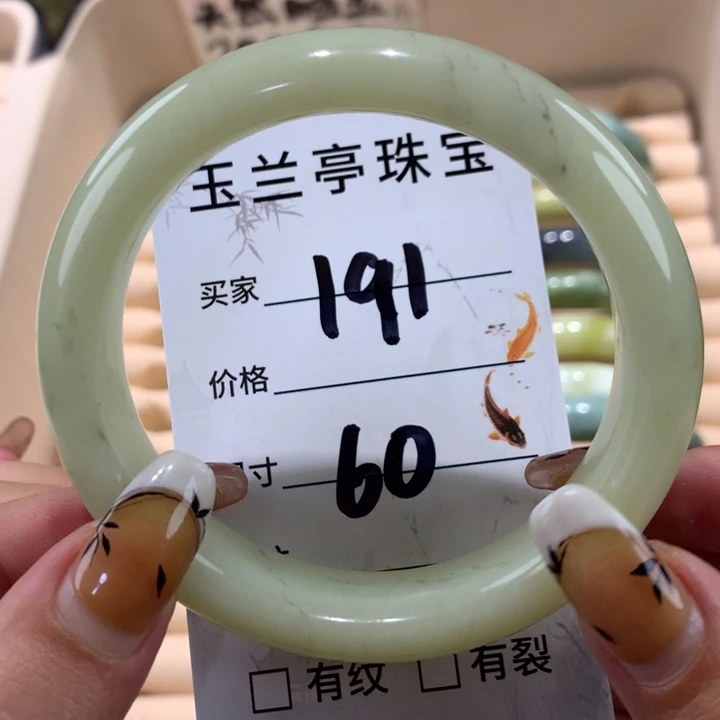 玉兰亭珠宝
买家 191
价格
寸 60
□ 有纹 □ 有裂